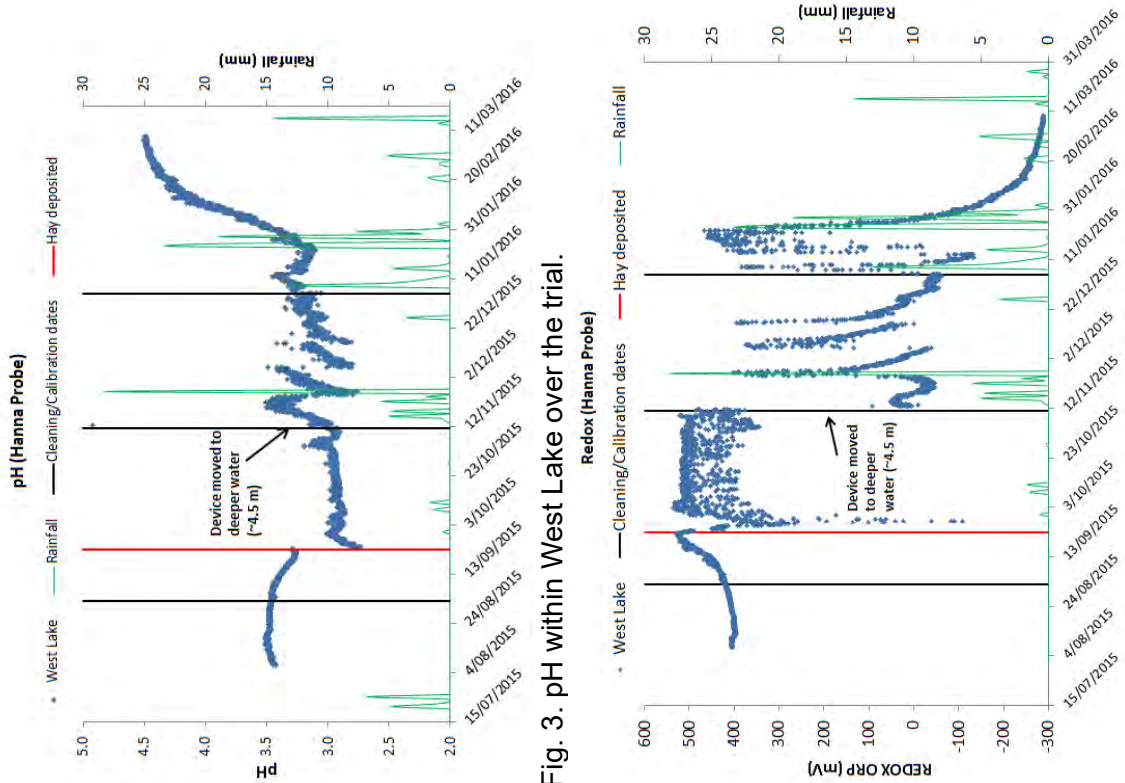 pH (Hanna Probe)
West Lake
Rainfall
Cleaning/Calibration dates
Hay deposited
pH
5.0
4.5
4.0
3.5
3.0
2.5
2.0
Rainfall (mm)
30
25
20
15
10
5
0
Device moved to
deeper water
(~4.5 m)
15/07/2015
4/08/2015
24/08/2015
13/09/2015
3/10/2015
23/10/2015
12/11/2015
2/12/2015
22/12/2015
11/01/2016
31/01/2016
20/02/2016
11/03/2016
Fig. 3. pH within West Lake over the trial.
Redox (Hanna Probe)
West Lake
Cleaning/Calibration dates
Hay deposited
Rainfall
REDOX ORP (mV)
600
500
400
300
200
100
0
-100
-200
-300
Rainfall (mm)
30
25
20
15
10
5
0
Device moved
to deeper
water (~4.5 m)
15/07/2015
4/08/2015
24/08/2015
13/09/2015
3/10/2015
23/10/2015
12/11/2015
2/12/2015
22/12/2015
11/01/2016
31/01/2016
20/02/2016
11/03/2016
31/03/2016